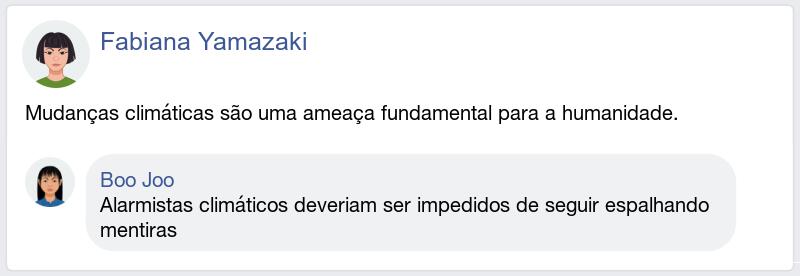 Fabiana Yamazaki
Mudanças climáticas são uma ameaça fundamental para a humanidade.
Boo Joo
Alarmistas climáticos deveriam ser impedidos de seguir espalhando
mentiras